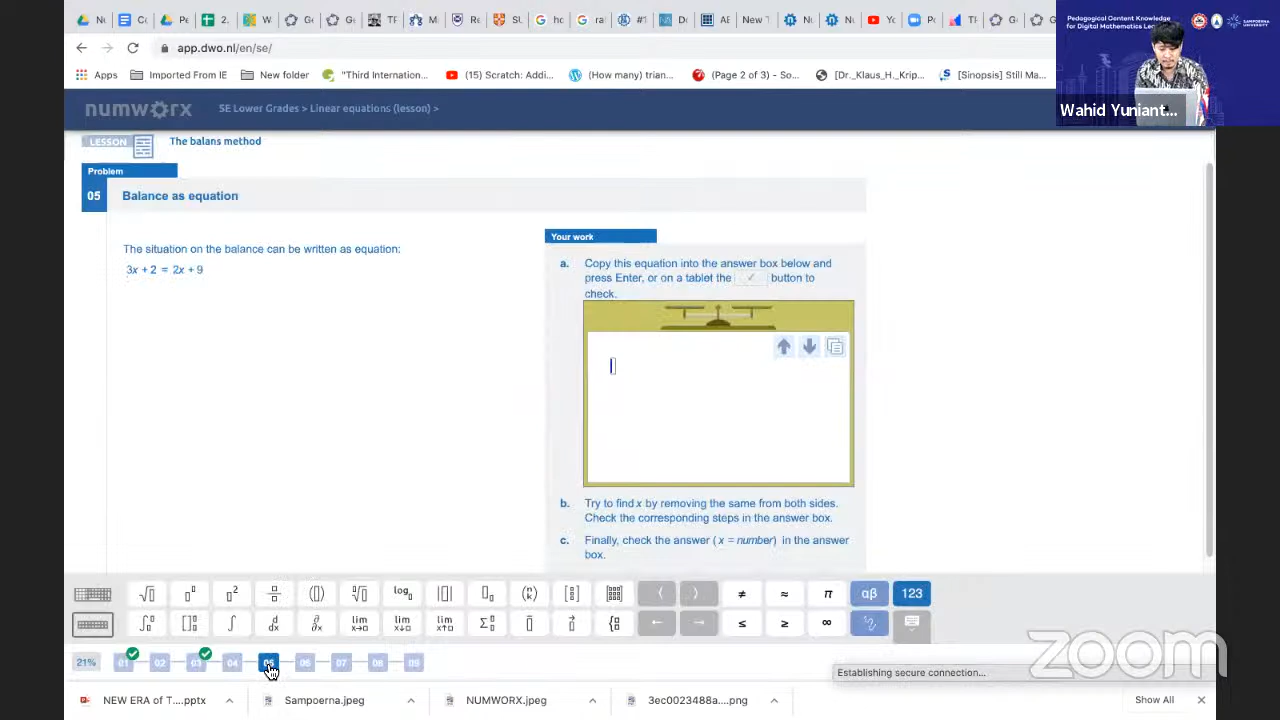 app.dwo.nl/en/se/
Apps
Imported From IE
New folder
"Third Internation...
(15) Scratch: Addi...
(How many) trian...
(Page 2 of 3) - So...
[Dr._Klaus_H._Krip...
[Sinopsis] Still Ma...
Pedagogical Content Knowledge
for Digital Mathematics
Wahid Yuniant...
numworx
SE Lower Grades > Linear equations (lesson) >
LESSON
The balans method
Problem
05
Balance as equation
The situation on the balance can be written as equation:
3x + 2 = 2x + 9
Your work
a. Copy this equation into the answer box below and
press Enter, or on a tablet the ✓ button to
check.
b. Try to find x by removing the same from both sides.
Check the corresponding steps in the answer box.
c. Finally, check the answer ( x = number) in the answer
box.
≠ ≈ π αβ 123
≤ ≥ ∞
21% 01 02 03 04 05 06 07 08 09
Establishing secure connection...
zoom
NEW ERA of T....pptx
Sampoerna.jpeg
NUMWORX.jpeg
3ec0023488a....png
Show All